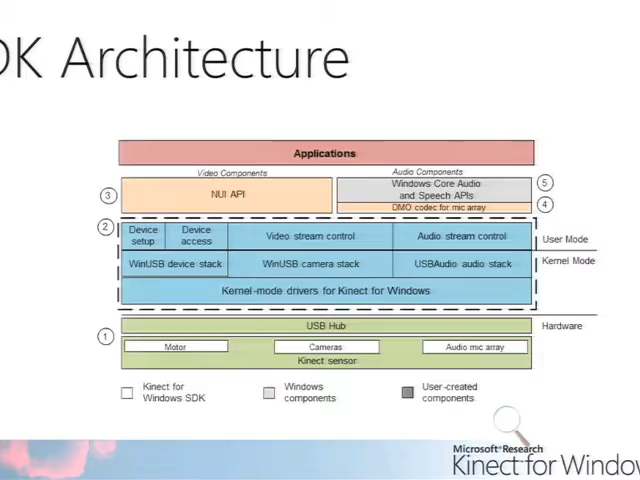 DK Architecture
Applications
Video Components
Audio Components
3
NUI API
Windows Core Audio
and Speech APIs
5
DMO codec for mic array
4
2
Device
setup
Device
access
Video stream control
Audio stream control
User Mode
WinUSB device stack
WinUSB camera stack
USBAudio audio stack
Kernel Mode
Kernel-mode drivers for Kinect for Windows
USB Hub
Hardware
1
Motor
Cameras
Audio mic array
Kinect sensor
Kinect for
Windows SDK
Windows
components
User-created
components
Microsoft Research
Kinect for Window